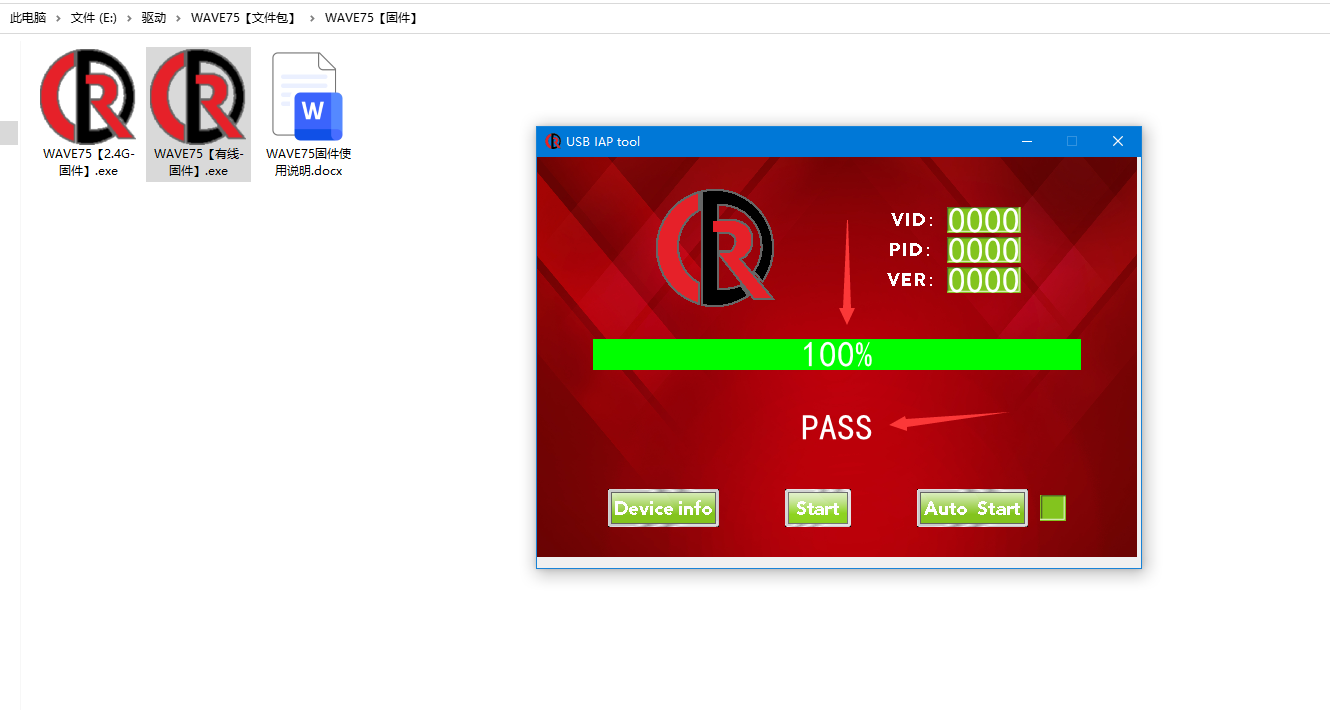 此电脑 › 文件 (E:) › 驱动 › WAVE75【文件包】 › WAVE75【固件】
WAVE75【2.4G-
固件】.exe
WAVE75【有线-
固件】.exe
W
WAVE75固件使
用说明.docx
USB IAP tool
VID: 0000
PID: 0000
VER: 0000
100%
PASS
Device info
Start
Auto Start